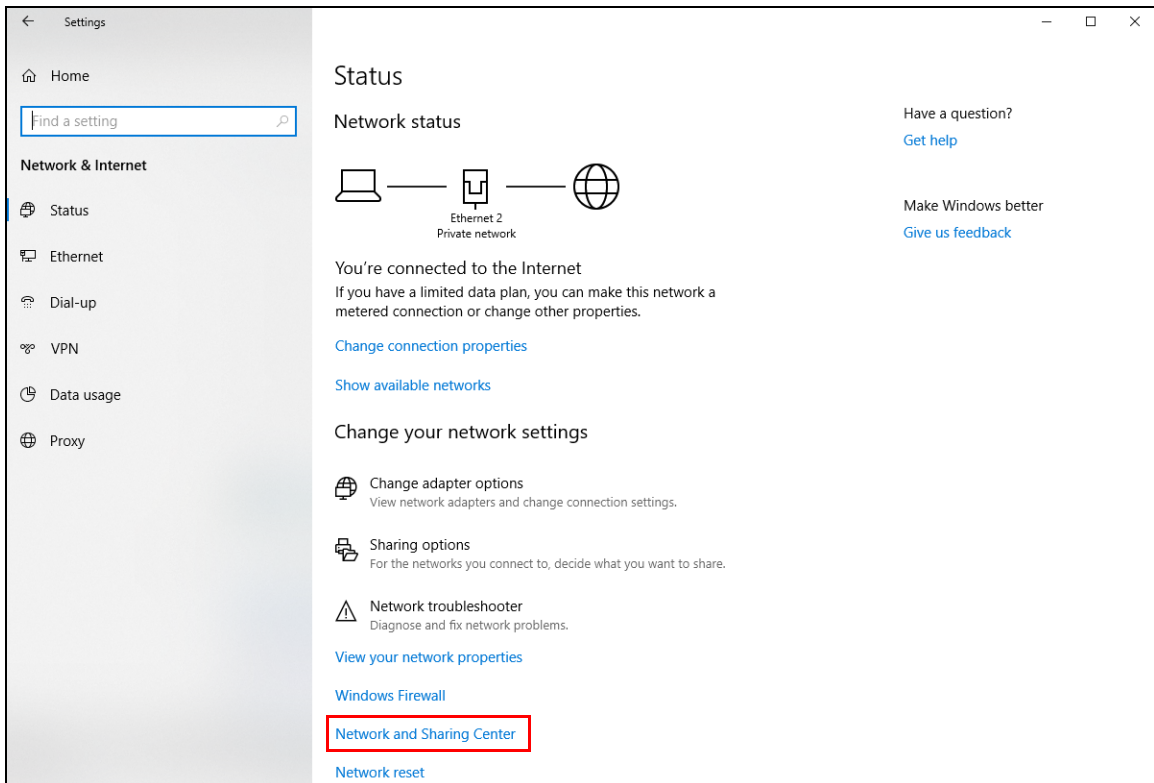 Settings
Home
Find a setting
Network & Internet
Status
Ethernet
Dial-up
VPN
Data usage
Proxy
Status
Network status
Ethernet 2
Private network
You're connected to the Internet
If you have a limited data plan, you can make this network a
metered connection or change other properties.
Change connection properties
Show available networks
Change your network settings
Change adapter options
View network adapters and change connection settings.
Sharing options
For the networks you connect to, decide what you want to share.
Network troubleshooter
Diagnose and fix network problems.
View your network properties
Windows Firewall
Network and Sharing Center
Network reset
Have a question?
Get help
Make Windows better
Give us feedback